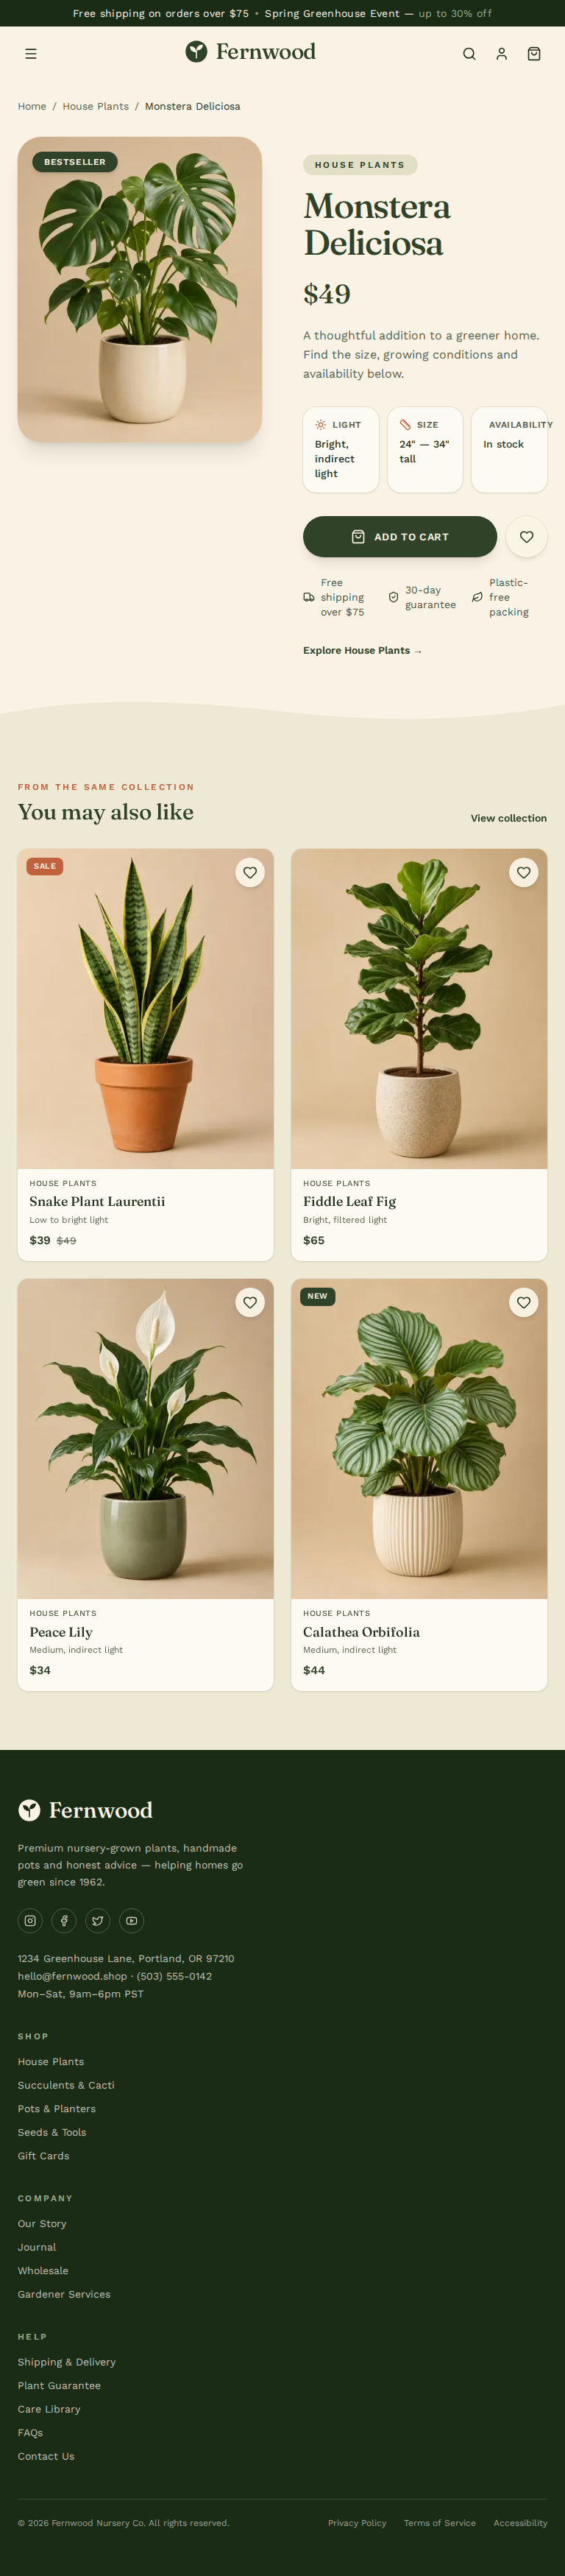 Free shipping on orders over $75 • Spring Greenhouse Event — up to 30% off
Fernwood
Home / House Plants / Monstera Deliciosa
BESTSELLER
HOUSE PLANTS
Monstera
Deliciosa
$49
A thoughtful addition to a greener home.
Find the size, growing conditions and
availability below.
LIGHT
Bright,
indirect
light
SIZE
24" — 34"
tall
AVAILABILITY
In stock
ADD TO CART
Free
shipping
over $75
30-day
guarantee
Plastic-
free
packing
Explore House Plants →
FROM THE SAME COLLECTION
You may also like
View collection
SALE
HOUSE PLANTS
Snake Plant Laurentii
Low to bright light
$39 $49
HOUSE PLANTS
Fiddle Leaf Fig
Bright, filtered light
$65
HOUSE PLANTS
Peace Lily
Medium, indirect light
$34
NEW
HOUSE PLANTS
Calathea Orbifolia
Medium, indirect light
$44
Fernwood
Premium nursery-grown plants, handmade
pots and honest advice — helping homes go
green since 1962.
1234 Greenhouse Lane, Portland, OR 97210
hello@fernwood.shop · (503) 555-0142
Mon–Sat, 9am–6pm PST
SHOP
House Plants
Succulents & Cacti
Pots & Planters
Seeds & Tools
Gift Cards
COMPANY
Our Story
Journal
Wholesale
Gardener Services
HELP
Shipping & Delivery
Plant Guarantee
Care Library
FAQs
Contact Us
© 2026 Fernwood Nursery Co. All rights reserved.
Privacy Policy Terms of Service Accessibility